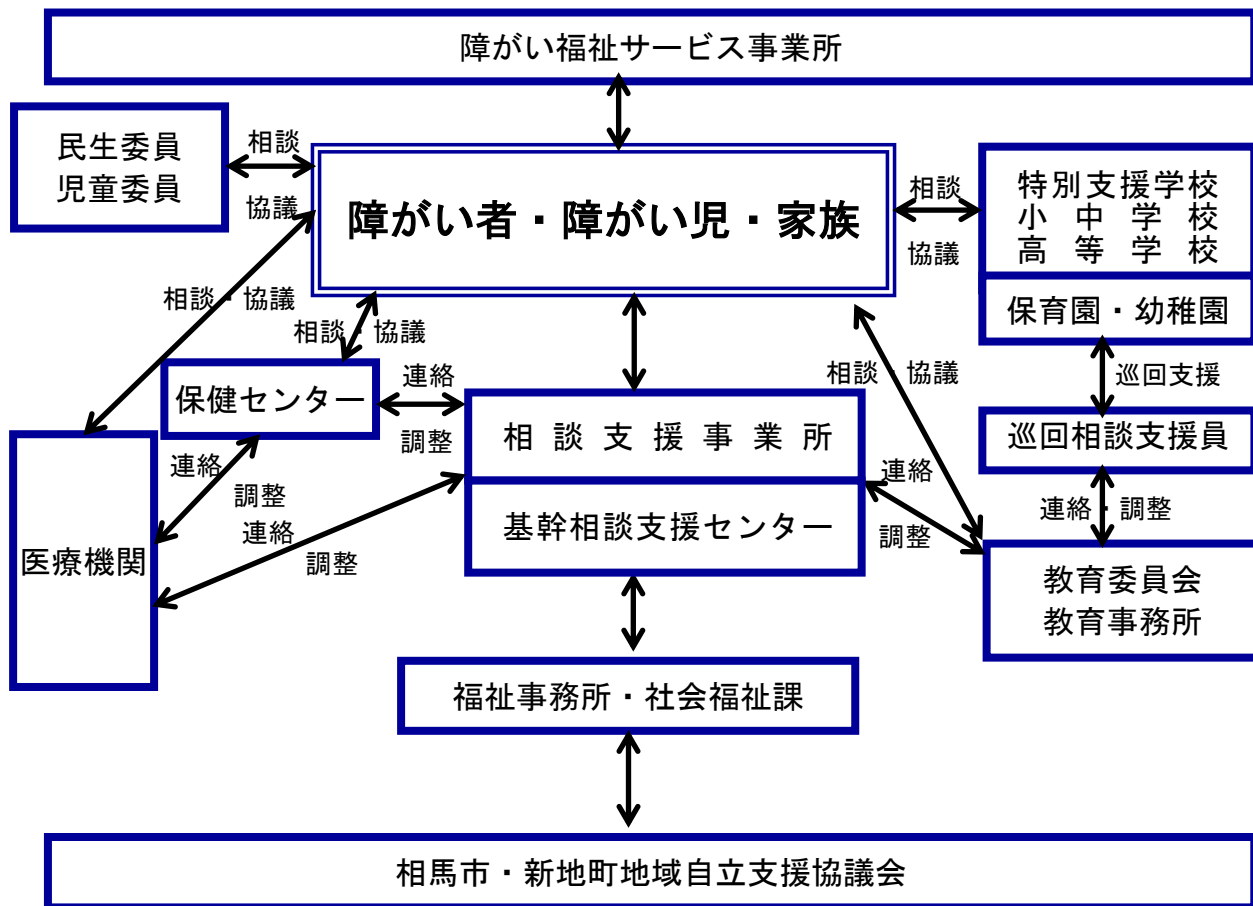 障がい福祉サービス事業所
民生委員
児童委員
相談
協議
障がい者・障がい児・家族
相談
協議
特別支援学校
小中学校
高等学校
保育園・幼稚園
相談・協議
相談・協議
相談・協議
巡回支援
保健センター
連絡
調整
相談支援事業所
基幹相談支援センター
巡回相談支援員
連絡
調整
連絡
調整
連絡
調整
連絡・調整
医療機関
教育委員会
教育事務所
福祉事務所・社会福祉課
相馬市・新地町地域自立支援協議会